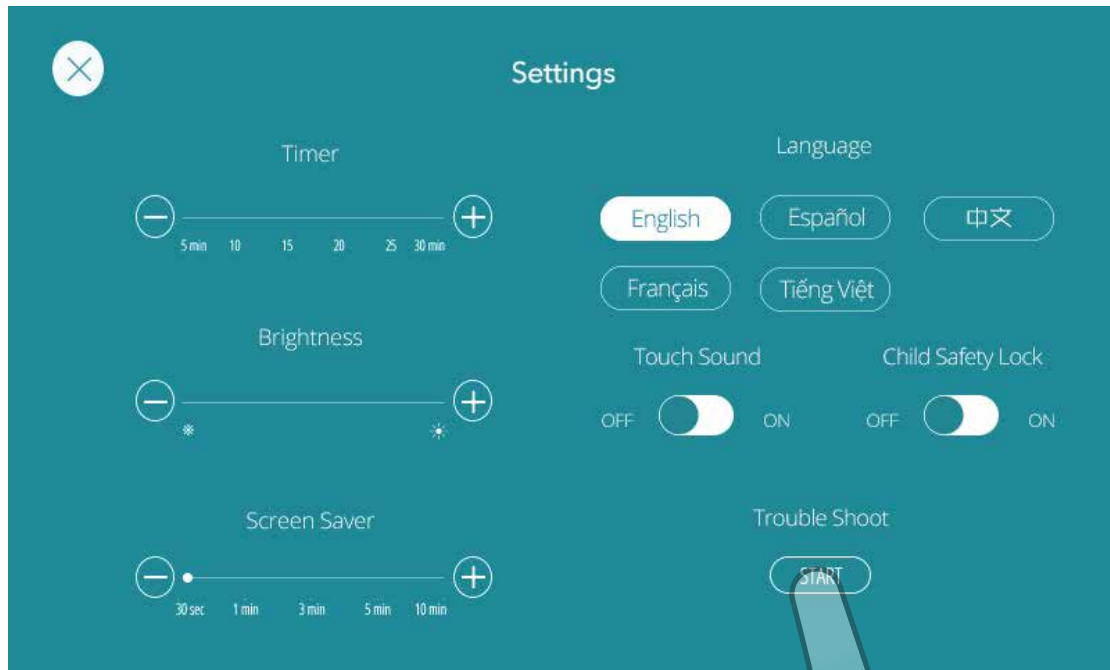 Settings
Timer
5 min 10 15 20 25 30 min
Brightness
Screen Saver
30 sec 1 min 3 min 5 min 10 min
Language
English Español 中文
Français Tiếng Việt
Touch Sound
OFF ON
Child Safety Lock
OFF ON
Trouble Shoot
START